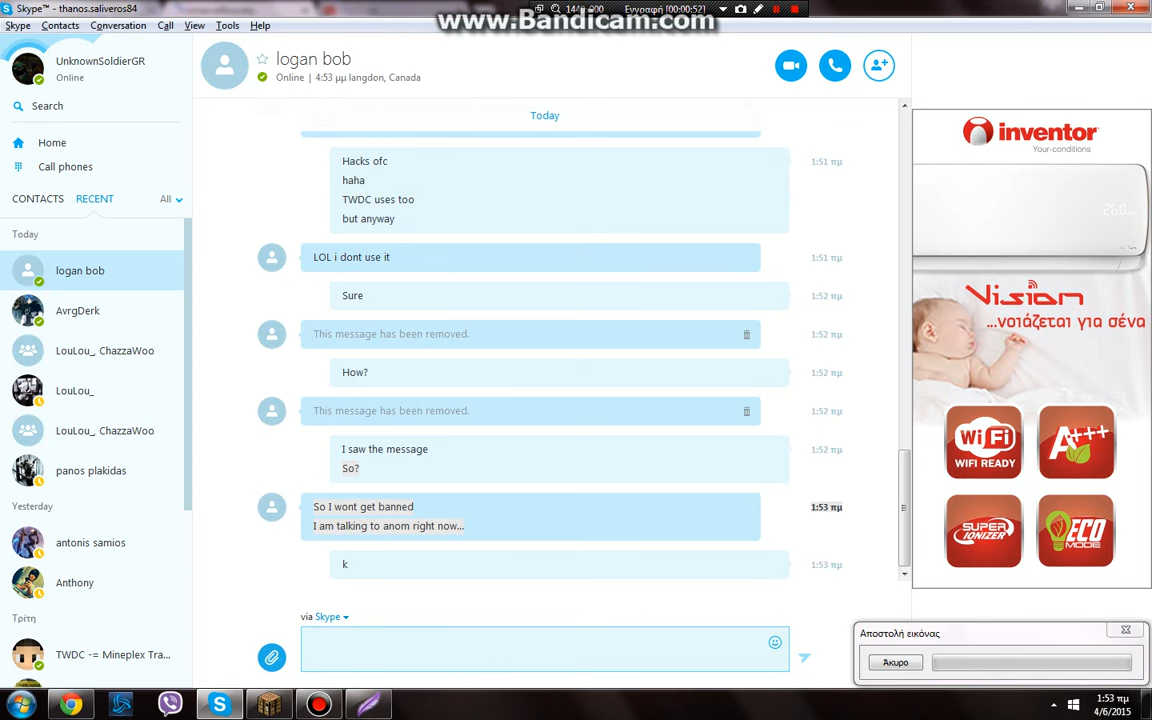 Skype™ - thanos.saliveros84
www.Bandicam.com
Skype Contacts Conversation Call View Tools Help
UnknownSoldierGR
Online
Search
Home
Call phones
CONTACTS RECENT All
Today
logan bob
AvrgDerk
LouLou_, ChazzaWoo
LouLou_
LouLou_, ChazzaWoo
panos plakidas
Yesterday
antonis samios
Anthony
Τρίτη
TWDC -= Mineplex Tra...
logan bob
Online | 4:53 μμ langdon, Canada
Today
Hacks ofc 1:51 πμ
haha
TWDC uses too
but anyway
LOL i dont use it 1:51 πμ
Sure 1:52 πμ
This message has been removed. 1:52 πμ
How? 1:52 πμ
This message has been removed. 1:52 πμ
I saw the message 1:52 πμ
So?
So I wont get banned 1:53 πμ
I am talking to anom right now...
k 1:53 πμ
via Skype
inventor
Your-conditions
Vision
...νοιάζεται για σένα
WiFi
WIFI READY
A+++
SUPER
IONIZER
ECO
MODE
Αποστολή εικόνας
Άκυρο
1:53 πμ
4/6/2015